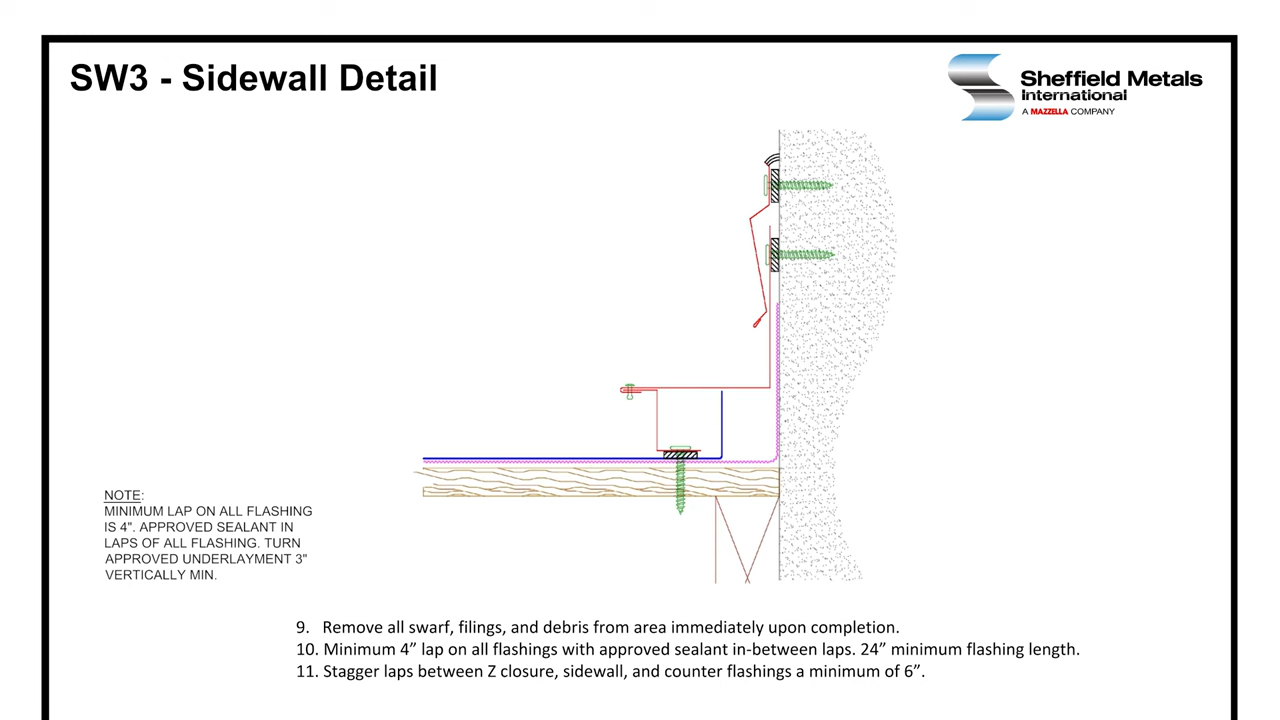 SW3 - Sidewall Detail
Sheffield Metals
International
A MAZZELLA COMPANY
NOTE:
MINIMUM LAP ON ALL FLASHING
IS 4". APPROVED SEALANT IN
LAPS OF ALL FLASHING. TURN
APPROVED UNDERLAYMENT 3"
VERTICALLY MIN.
9. Remove all swarf, filings, and debris from area immediately upon completion.
10. Minimum 4” lap on all flashings with approved sealant in-between laps. 24” minimum flashing length.
11. Stagger laps between Z closure, sidewall, and counter flashings a minimum of 6”.